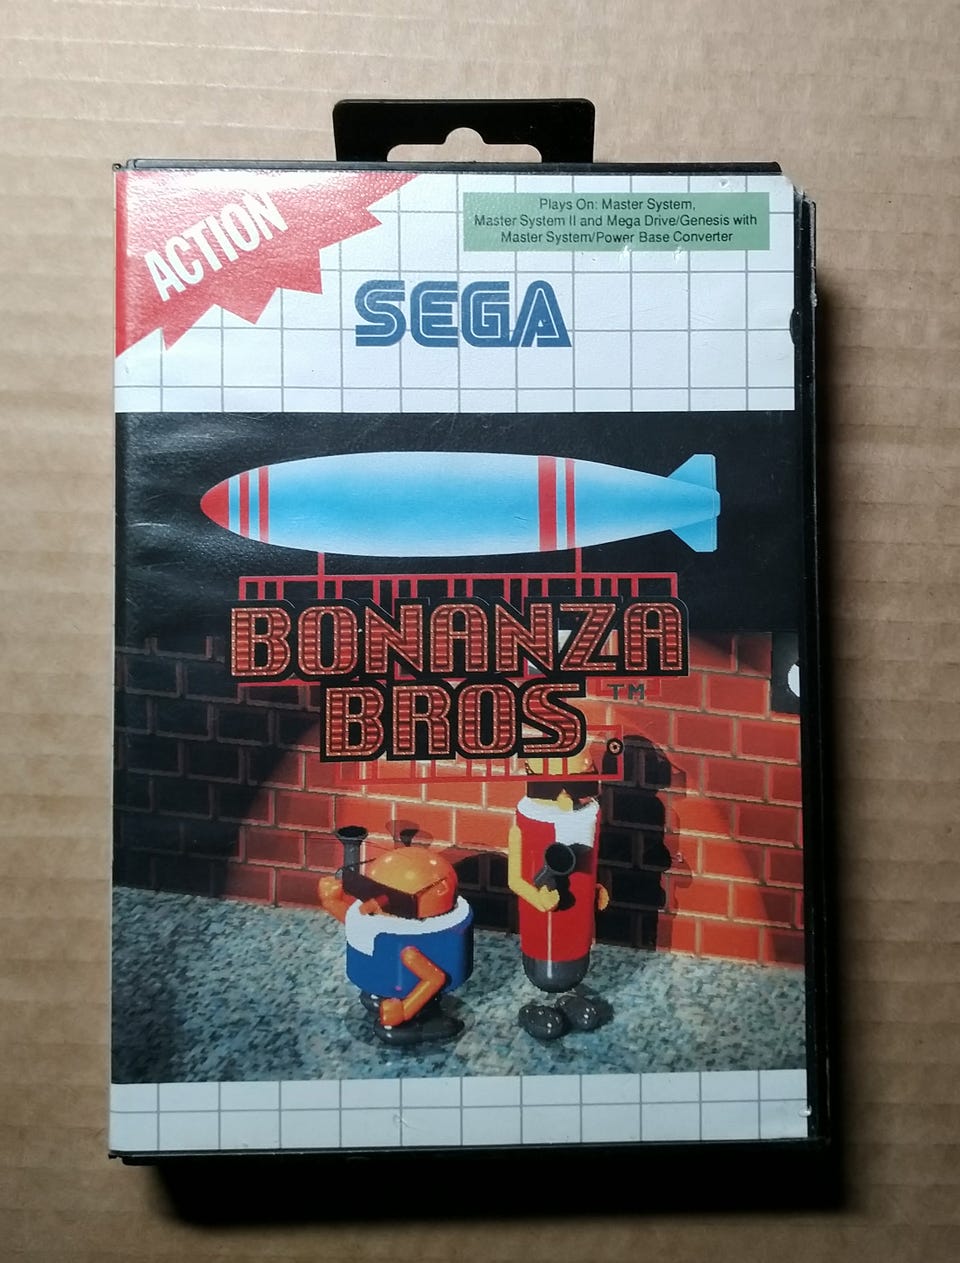 ACTION
Plays On: Master System,
Master System II and Mega Drive/Genesis with
Master System/Power Base Converter
SEGA
BONANZA
BROS.
TM